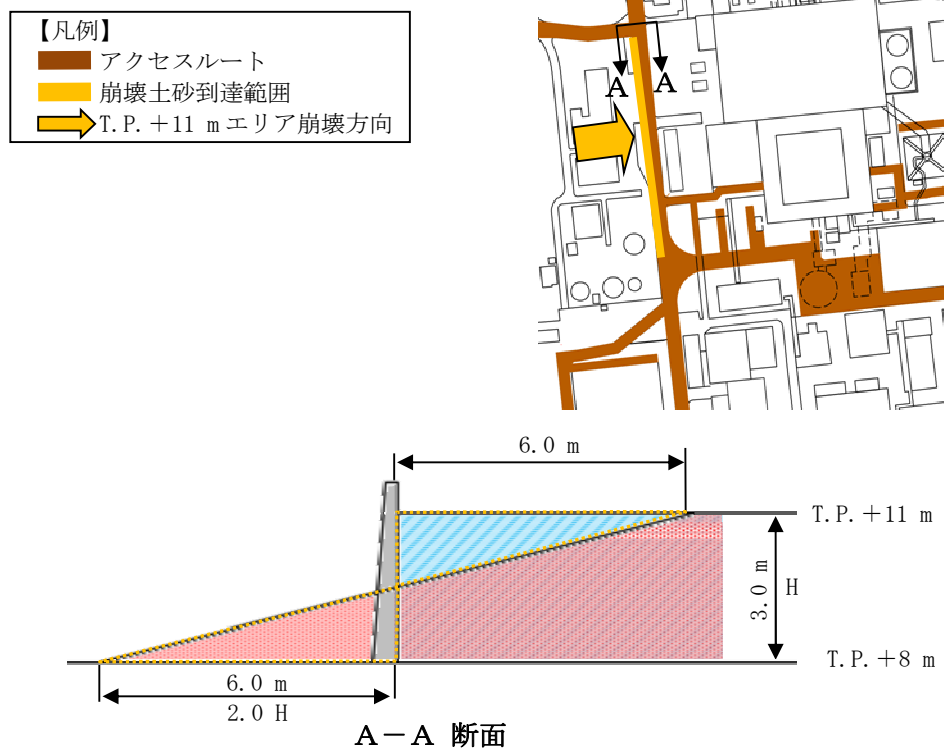 【凡例】
アクセスルート
崩壊土砂到達範囲
T.P.＋11 mエリア崩壊方向
A A
6.0 m
T.P.＋11 m
3.0 m
H
T.P.＋8 m
6.0 m
2.0 H
A－A 断面